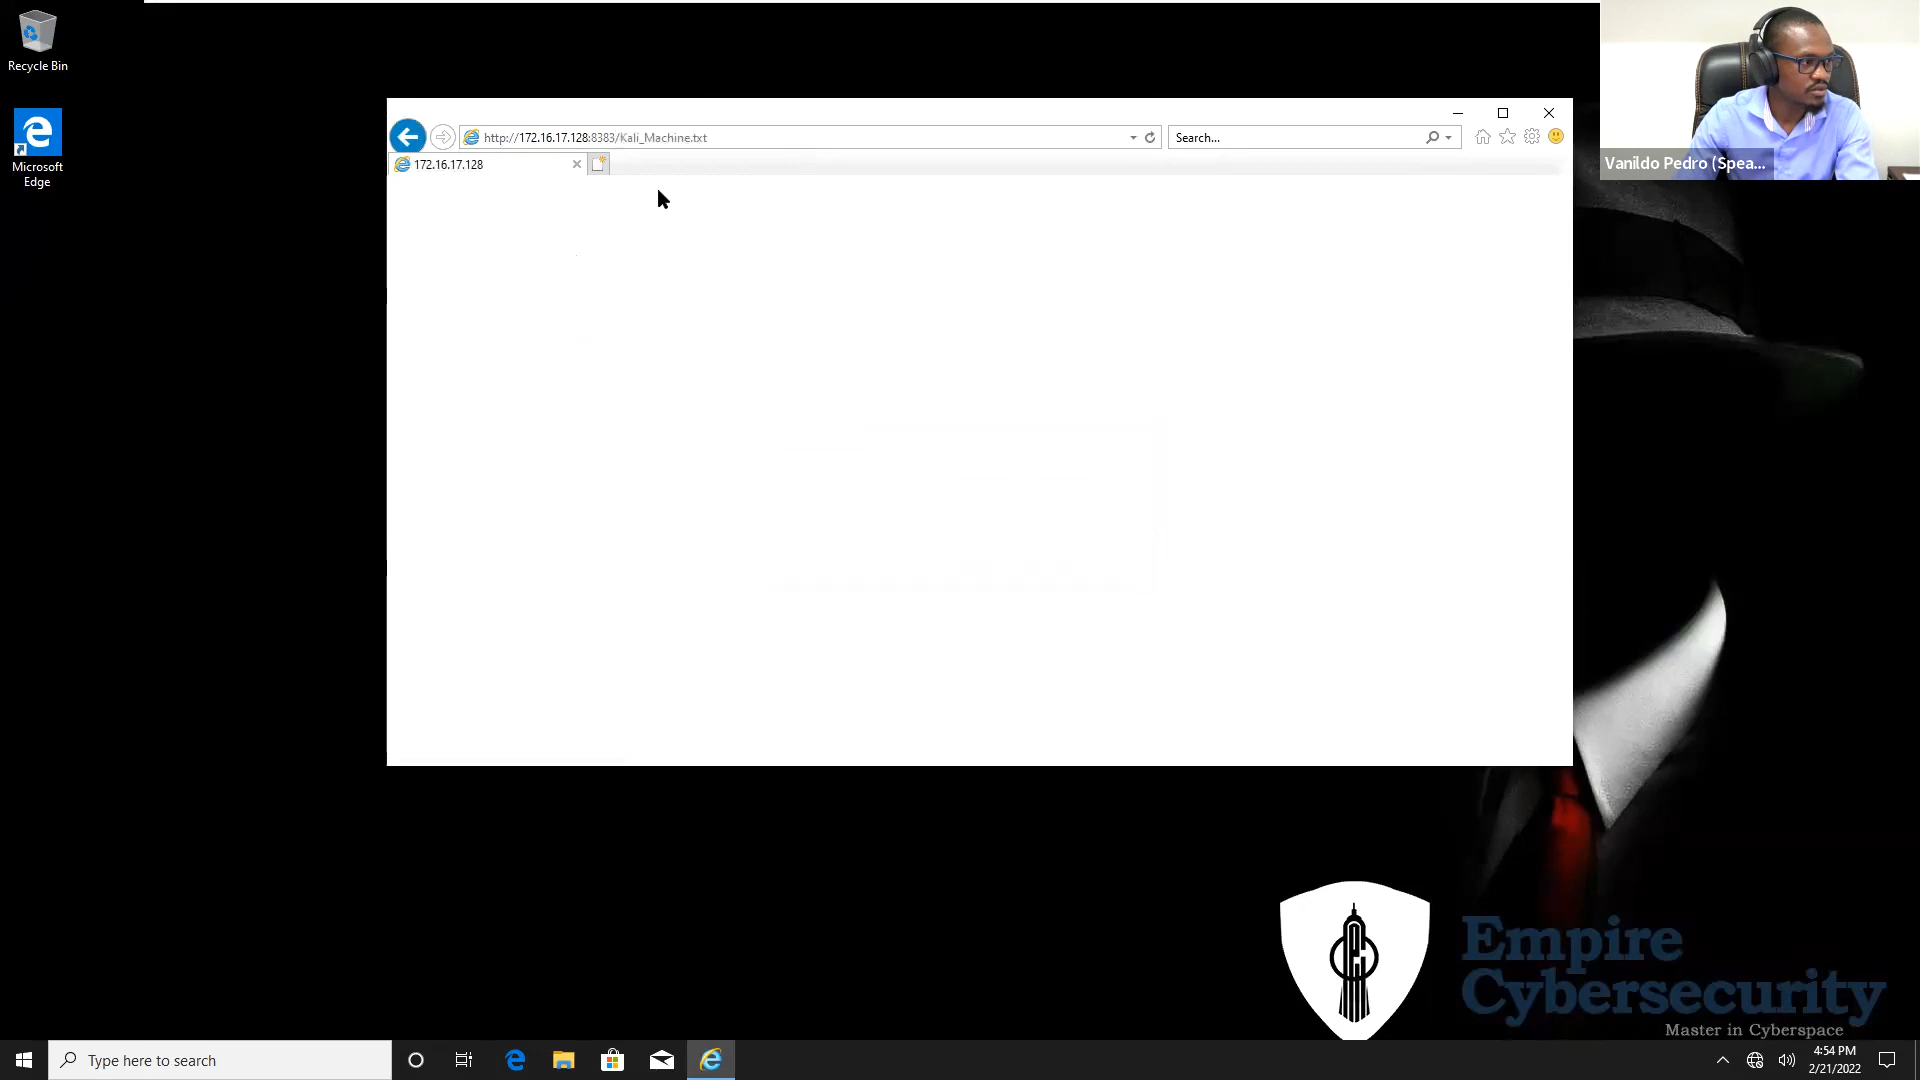 Recycle Bin
Microsoft
Edge
http://172.16.17.128:8383/Kali_Machine.txt
Search...
172.16.17.128
Vanildo Pedro (Spea...
Empire
Cybersecurity
Master in Cyberspace
Type here to search
4:54 PM
2/21/2022